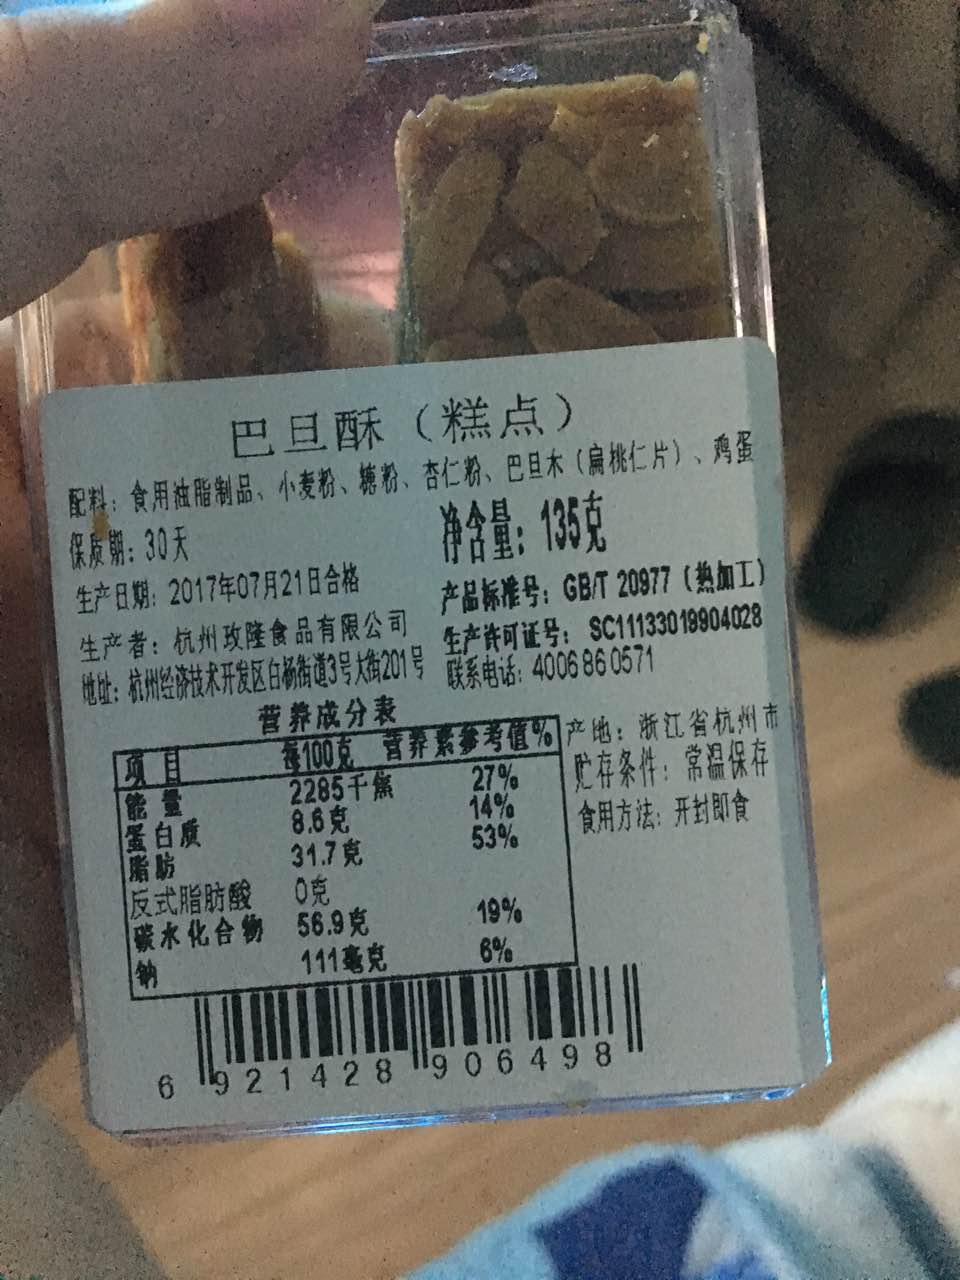 巴旦酥（糕点）
配料：食用油脂制品、小麦粉、糖粉、杏仁粉、巴旦木（扁桃仁片）、鸡蛋
保质期：30天
净含量：135克
生产日期：2017年07月21日合格
产品标准号：GB/T 20977（热加工）
生产者：杭州玫隆食品有限公司
生产许可证号：SC11133019904028
地址：杭州经济技术开发区白杨街道3号大街201号
联系电话：4006860571
营养成分表
项目 每100克 营养素参考值%
能量 2285千焦 27%
蛋白质 8.6克 14%
脂肪 31.7克 53%
反式脂肪酸 0克
碳水化合物 56.9克 19%
钠 111毫克 6%
产地：浙江省杭州市
贮存条件：常温保存
食用方法：开封即食
6 921428 906498